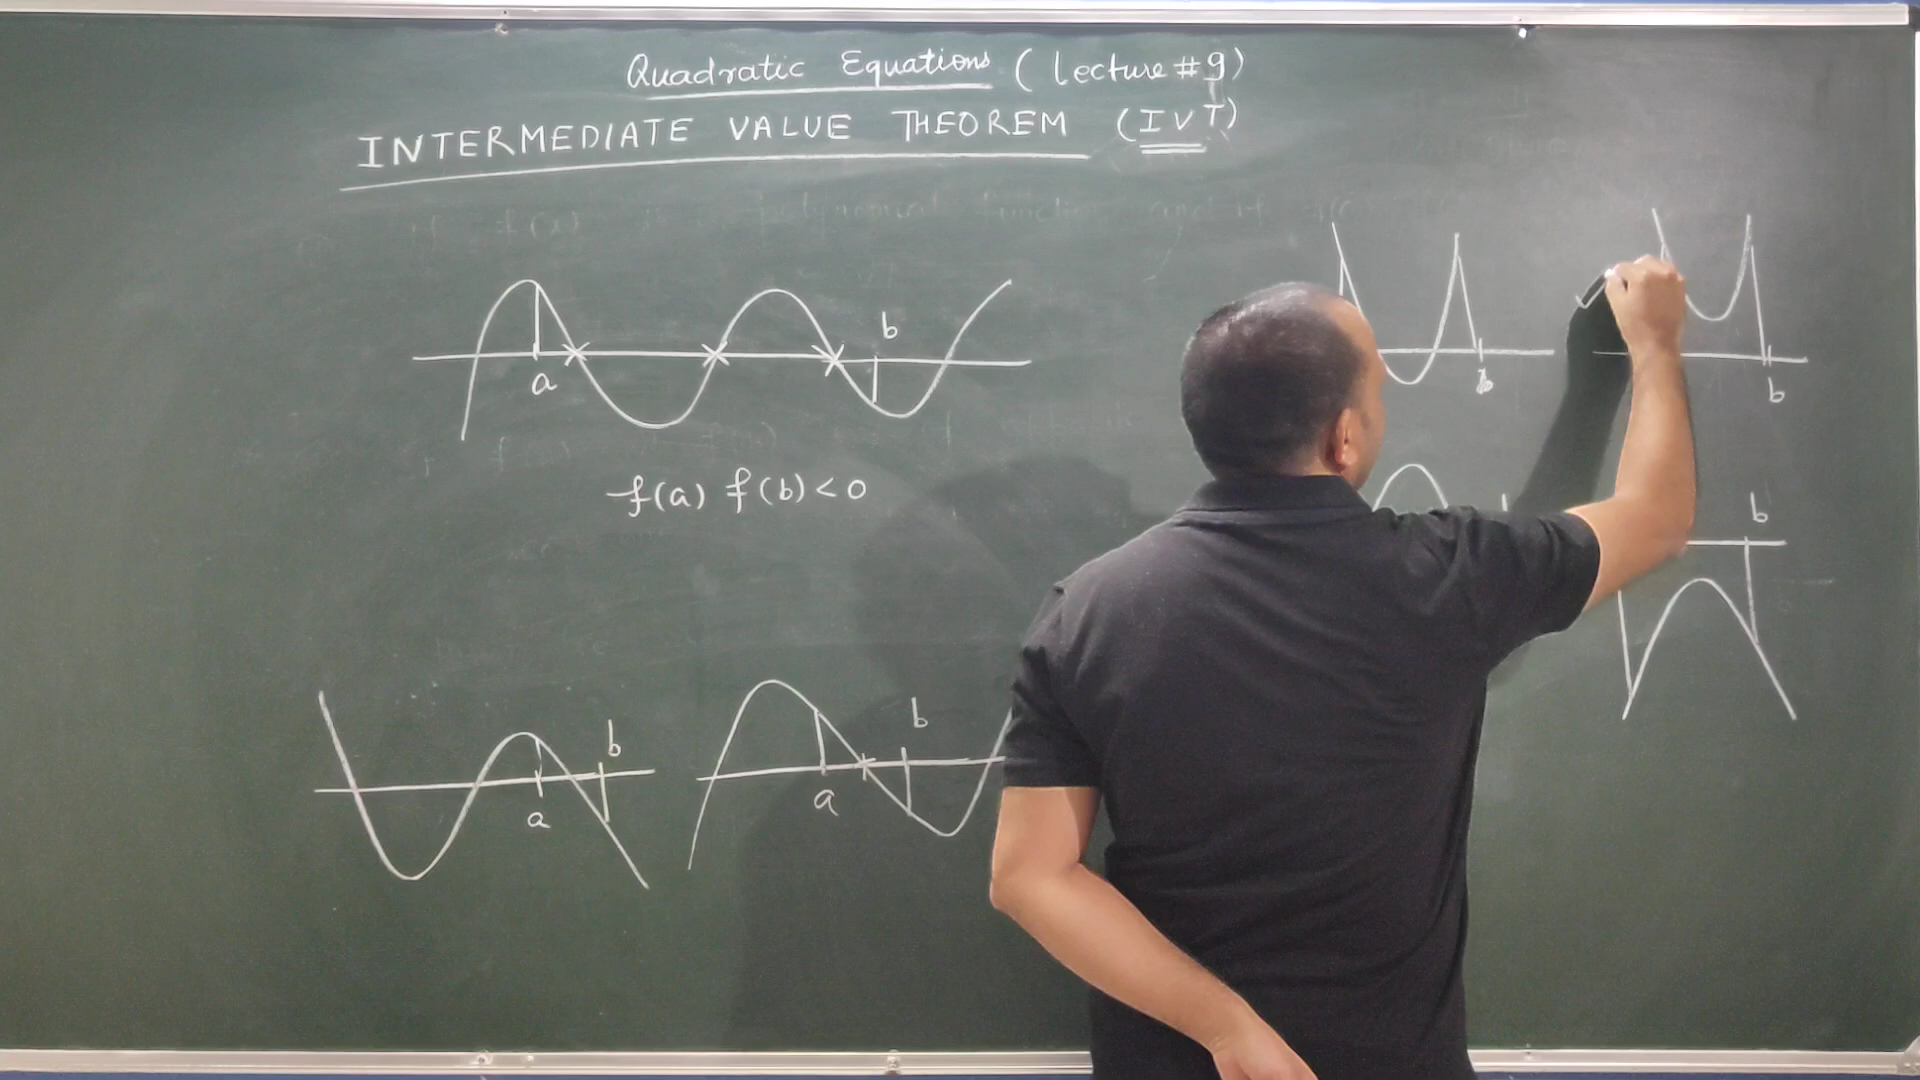 Quadratic Equations (Lecture #9)
INTERMEDIATE VALUE THEOREM (IVT)
a
b
f(a) f(b) < 0
a
b
a
b
b
b
b